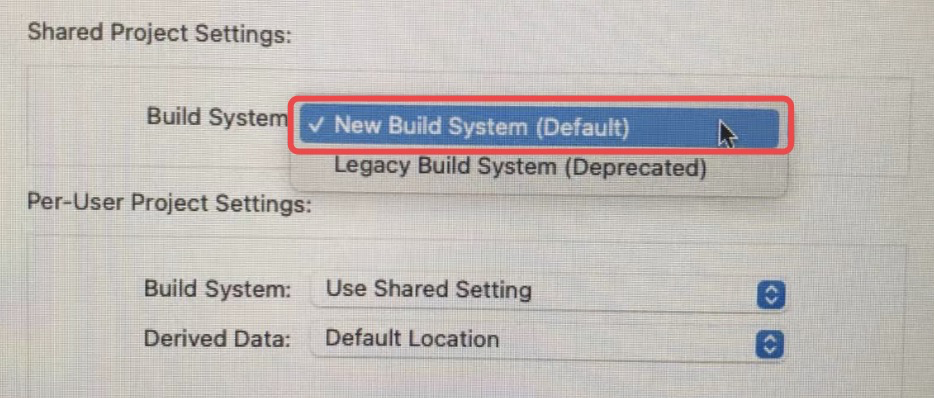 Shared Project Settings:
Build System
✓ New Build System (Default)
Legacy Build System (Deprecated)
Per-User Project Settings:
Build System: Use Shared Setting
Derived Data: Default Location